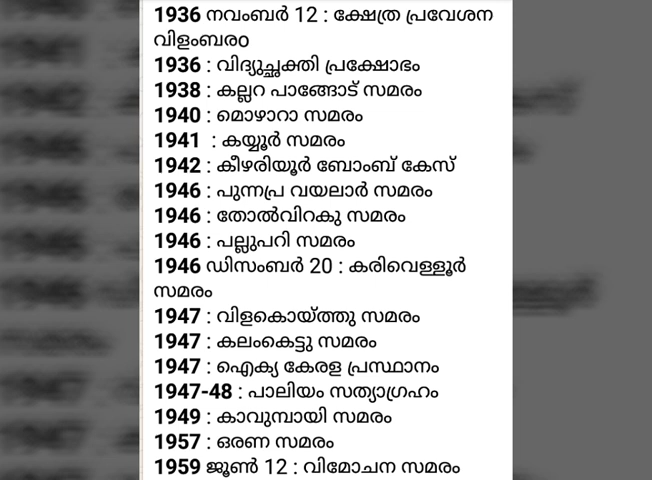 1936 നവംബർ 12 : ക്ഷേത്ര പ്രവേശന
വിളംബരം
1936 : വിദ്യുച്ഛക്തി പ്രക്ഷോഭം
1938 : കല്ലറ പാങ്ങോട് സമരം
1940 : മൊഴാറാ സമരം
1941  : കയ്യൂർ സമരം
1942 : കീഴരിയൂർ ബോംബ് കേസ്
1946 : പുന്നപ്ര വയലാർ സമരം
1946 : തോൽവിറകു സമരം
1946 : പല്ലുപറി സമരം
1946 ഡിസംബർ 20 : കരിവെള്ളൂർ
സമരം
1947 : വിളകൊയ്ത്തു സമരം
1947 : കലംകെട്ടു സമരം
1947 : ഐക്യ കേരള പ്രസ്ഥാനം
1947-48 : പാലിയം സത്യാഗ്രഹം
1949 : കാവുമ്പായി സമരം
1957 : ഒരണ സമരം
1959 ജൂൺ 12 : വിമോചന സമരം